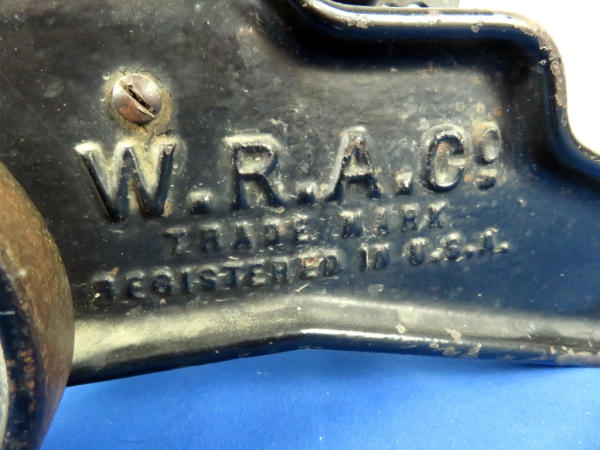 W.R.A.Cº
TRADE MARK
REGISTERED IN U.S.A.